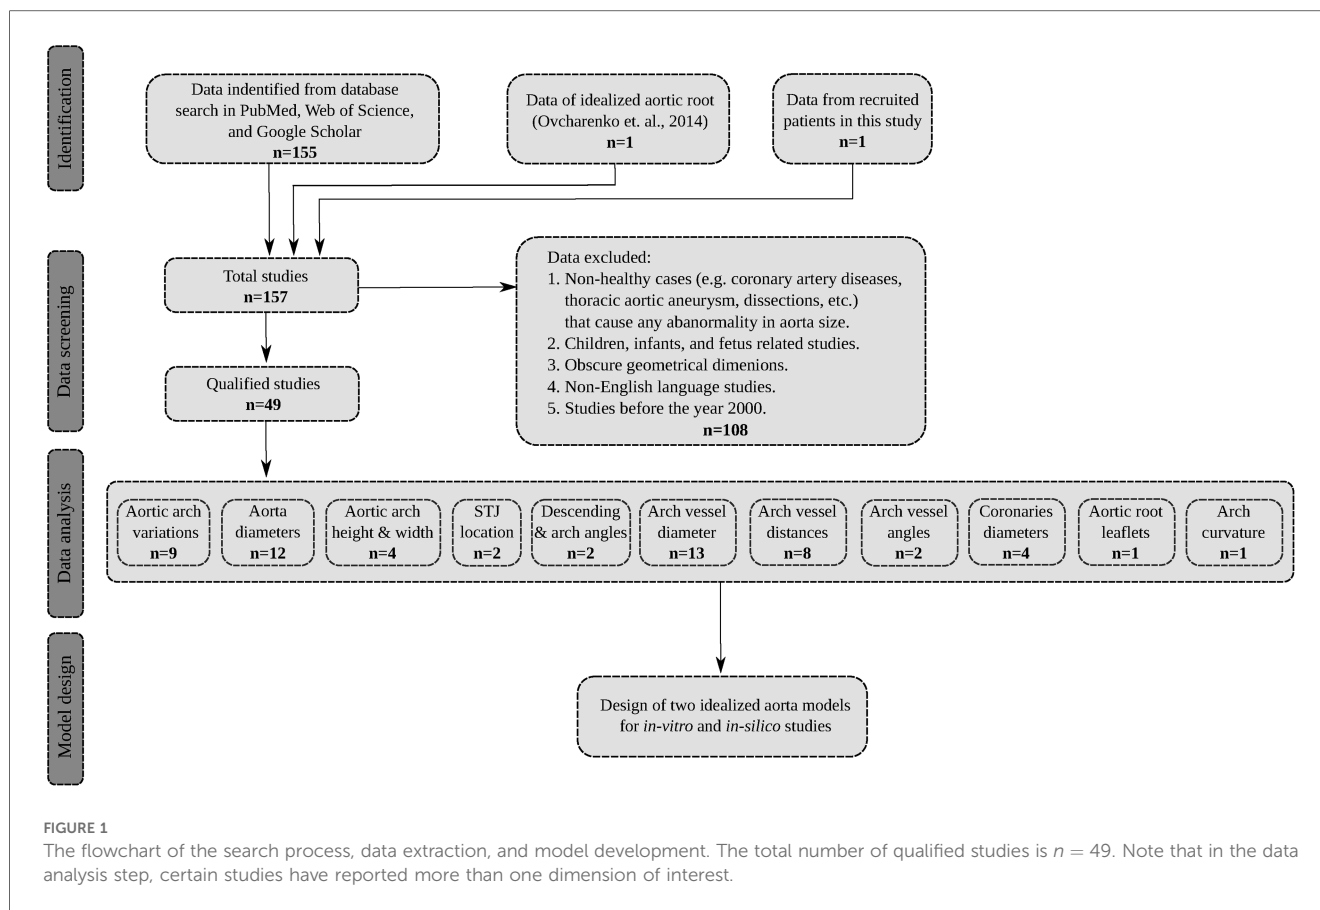 Identification
Data indentified from database
search in PubMed, Web of Science,
and Google Scholar
n=155
Data of idealized aortic root
(Ovcharenko et. al., 2014)
n=1
Data from recruited
patients in this study
n=1
Data screening
Total studies
n=157
Data excluded:
1. Non-healthy cases (e.g. coronary artery diseases,
thoracic aortic aneurysm, dissections, etc.)
that cause any abanormality in aorta size.
2. Children, infants, and fetus related studies.
3. Obscure geometrical dimenions.
4. Non-English language studies.
5. Studies before the year 2000.
n=108
Qualified studies
n=49
Data analysis
Aortic arch
variations
n=9
Aorta
diameters
n=12
Aortic arch
height & width
n=4
STJ
location
n=2
Descending
& arch angles
n=2
Arch vessel
diameter
n=13
Arch vessel
distances
n=8
Arch vessel
angles
n=2
Coronaries
diameters
n=4
Aortic root
leaflets
n=1
Arch
curvature
n=1
Model design
Design of two idealized aorta models
for in-vitro and in-silico studies
FIGURE 1
The flowchart of the search process, data extraction, and model development. The total number of qualified studies is n = 49. Note that in the data
analysis step, certain studies have reported more than one dimension of interest.